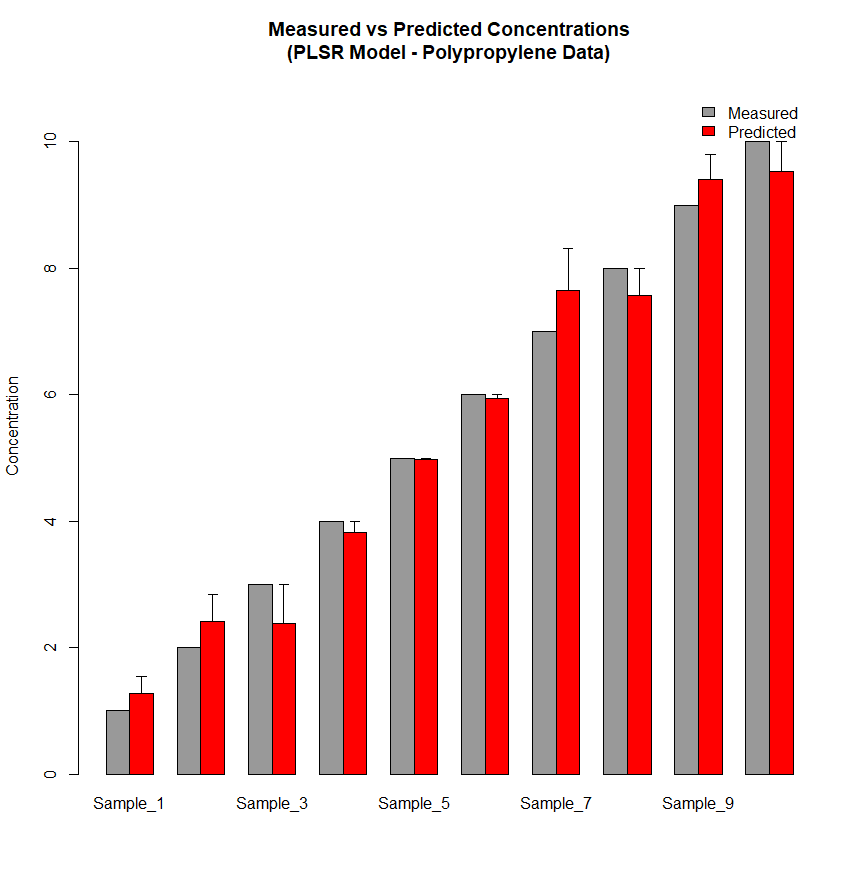 Measured vs Predicted Concentrations
(PLSR Model - Polypropylene Data)
Measured
Predicted
Concentration
10
8
6
4
2
0
Sample_1 Sample_3 Sample_5 Sample_7 Sample_9